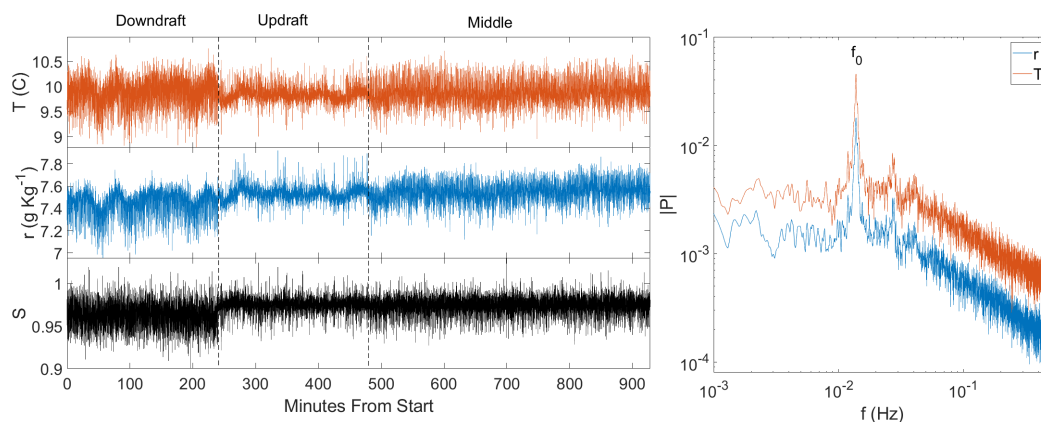 Downdraft Updraft Middle
10.5
10
9.5
9
T (C)
7.8
7.6
7.4
7.2
7
r (g Kg⁻¹)
1
0.95
0.9
S
0 100 200 300 400 500 600 700 800 900
Minutes From Start
10⁻¹
10⁻²
10⁻³
10⁻⁴
|P|
f₀
r
T
10⁻³ 10⁻² 10⁻¹
f (Hz)